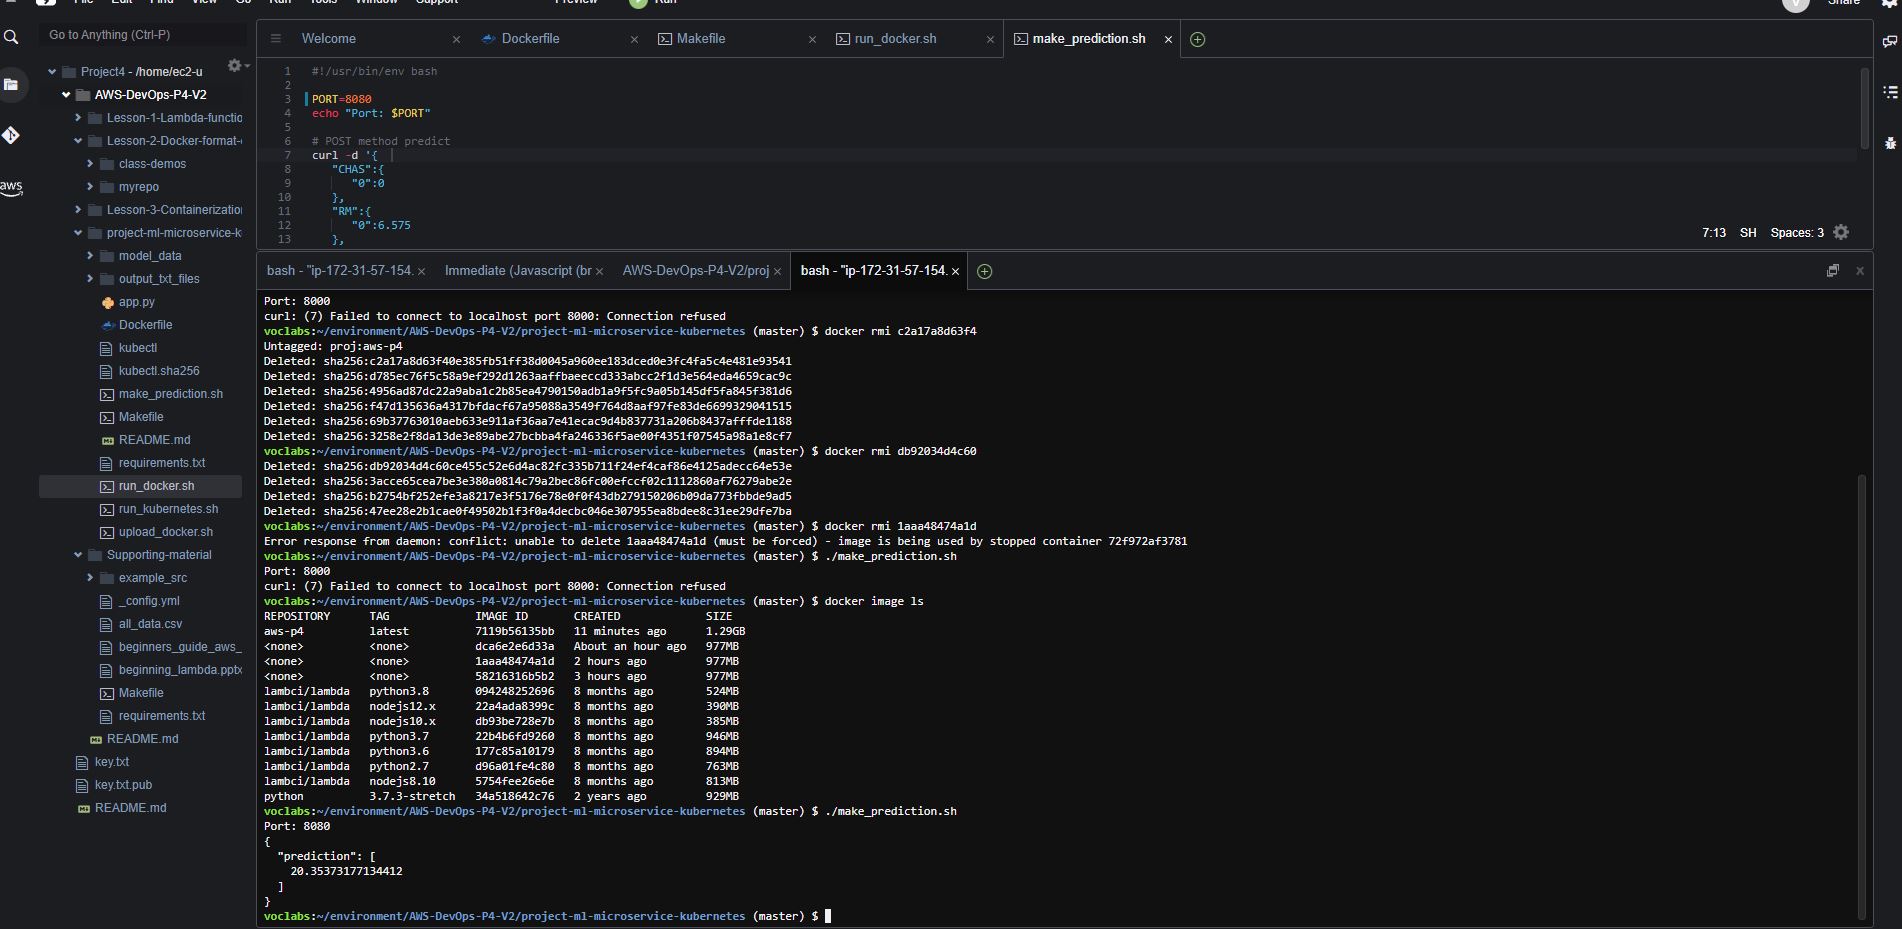 File Edit Find View Go Run Tools Window Support Preview Run Share
V
Go to Anything (Ctrl-P)
Project4 - /home/ec2-u
AWS-DevOps-P4-V2
Lesson-1-Lambda-functio
Lesson-2-Docker-format-
class-demos
myrepo
Lesson-3-Containerization
project-ml-microservice-k
model_data
output_txt_files
app.py
Dockerfile
kubectl
kubectl.sha256
make_prediction.sh
Makefile
README.md
requirements.txt
run_docker.sh
run_kubernetes.sh
upload_docker.sh
Supporting-material
example_src
_config.yml
all_data.csv
beginners_guide_aws_
beginning_lambda.pptx
Makefile
requirements.txt
README.md
key.txt
key.txt.pub
README.md
aws
Welcome Dockerfile Makefile run_docker.sh make_prediction.sh
1 #!/usr/bin/env bash
2
3 PORT=8080
4 echo "Port: $PORT"
5
6 # POST method predict
7 curl -d '{
8 "CHAS":{
9 "0":0
10 },
11 "RM":{
12 "0":6.575
13 },
7:13 SH Spaces: 3
bash - "ip-172-31-57-154. Immediate (Javascript (br AWS-DevOps-P4-V2/proj bash - "ip-172-31-57-154.
Port: 8000
curl: (7) Failed to connect to localhost port 8000: Connection refused
voclabs:~/environment/AWS-DevOps-P4-V2/project-ml-microservice-kubernetes (master) $ docker rmi c2a17a8d63f4
Untagged: proj:aws-p4
Deleted: sha256:c2a17a8d63f40e385fb51ff38d0045a960ee183dced0e3fc4fa5c4e481e93541
Deleted: sha256:d785ec76f5c58a9ef292d1263aaffbaeeccd333abcc2f1d3e564eda4659cac9c
Deleted: sha256:4956ad87dc22a9aba1c2b85ea4790150adb1a9f5fc9a05b145df5fa845f381d6
Deleted: sha256:f47d135636a4317bfdacf67a95088a3549f764d8aaf97fe83de6699329041515
Deleted: sha256:69b37763010aeb633e911af36aa7e41ecac9d4b837731a206b8437afffde1188
Deleted: sha256:3258e2f8da13de3e89abe27bcbba4fa246336f5ae00f4351f07545a98a1e8cf7
voclabs:~/environment/AWS-DevOps-P4-V2/project-ml-microservice-kubernetes (master) $ docker rmi db92034d4c60
Deleted: sha256:db92034d4c60ce455c52e6d4ac82fc335b711f24ef4caf86e4125adecc64e53e
Deleted: sha256:3acce65cea7be3e380a0814c79a2bec86fc00efccf02c1112860af76279abe2e
Deleted: sha256:b2754bf252efe3a8217e3f5176e78e0f0f43db279150206b09da773fbbde9ad5
Deleted: sha256:47ee28e2b1cae0f49502b1f3f0a4decbc046e307955ea8bdee8c31ee29dfe7ba
voclabs:~/environment/AWS-DevOps-P4-V2/project-ml-microservice-kubernetes (master) $ docker rmi 1aaa48474a1d
Error response from daemon: conflict: unable to delete 1aaa48474a1d (must be forced) - image is being used by stopped container 72f972af3781
voclabs:~/environment/AWS-DevOps-P4-V2/project-ml-microservice-kubernetes (master) $ ./make_prediction.sh
Port: 8000
curl: (7) Failed to connect to localhost port 8000: Connection refused
voclabs:~/environment/AWS-DevOps-P4-V2/project-ml-microservice-kubernetes (master) $ docker image ls
REPOSITORY TAG IMAGE ID CREATED SIZE
aws-p4 latest 7119b56135bb 11 minutes ago 1.29GB
<none> <none> dca6e2e6d33a About an hour ago 977MB
<none> <none> 1aaa48474a1d 2 hours ago 977MB
<none> <none> 58216316b5b2 3 hours ago 977MB
lambci/lambda python3.8 094248252696 8 months ago 524MB
lambci/lambda nodejs12.x 22a4ada8399c 8 months ago 390MB
lambci/lambda nodejs10.x db93be728e7b 8 months ago 385MB
lambci/lambda python3.7 22b4b6fd9260 8 months ago 946MB
lambci/lambda python3.6 177c85a10179 8 months ago 894MB
lambci/lambda python2.7 d96a01fe4c80 8 months ago 763MB
lambci/lambda nodejs8.10 5754fee26e6e 8 months ago 813MB
python 3.7.3-stretch 34a518642c76 2 years ago 929MB
voclabs:~/environment/AWS-DevOps-P4-V2/project-ml-microservice-kubernetes (master) $ ./make_prediction.sh
Port: 8080
{
"prediction": [
20.35373177134412
]
}
voclabs:~/environment/AWS-DevOps-P4-V2/project-ml-microservice-kubernetes (master) $